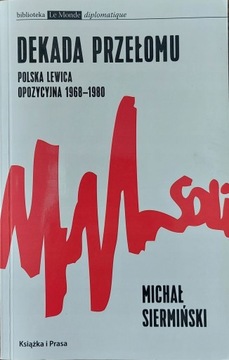 biblioteka Le Monde diplomatique
DEKADA PRZEŁOMU
POLSKA LEWICA
OPOZYCYJNA 1968–1980
Soli
MICHAŁ
SIERMIŃSKI
Książka i Prasa